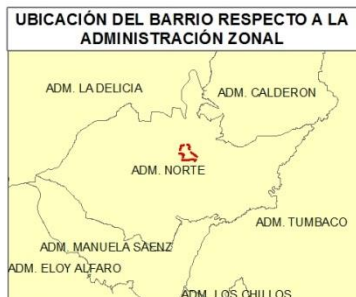 UBICACIÓN DEL BARRIO RESPECTO A LA
ADMINISTRACIÓN ZONAL
ADM. LA DELICIA
ADM. CALDERON
ADM. NORTE
ADM. TUMBACO
ADM. MANUELA SAENZ
ADM. ELOY ALFARO
ADM. LOS CHILLOS